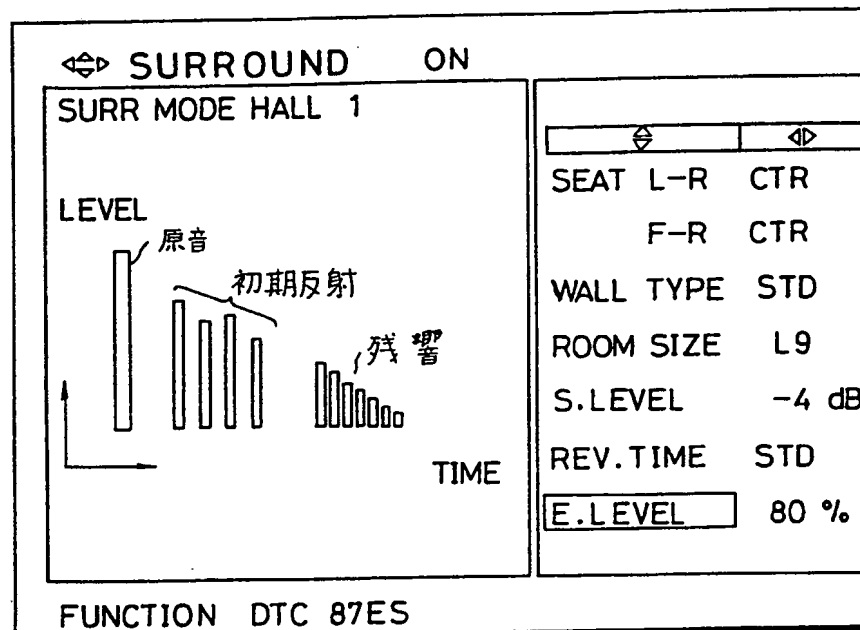 SURROUND ON
SURR MODE HALL 1
LEVEL
原音
初期反射
残響
TIME
SEAT L-R CTR
F-R CTR
WALL TYPE STD
ROOM SIZE L9
S.LEVEL -4 dB
REV.TIME STD
E.LEVEL 80 %
FUNCTION DTC 87ES